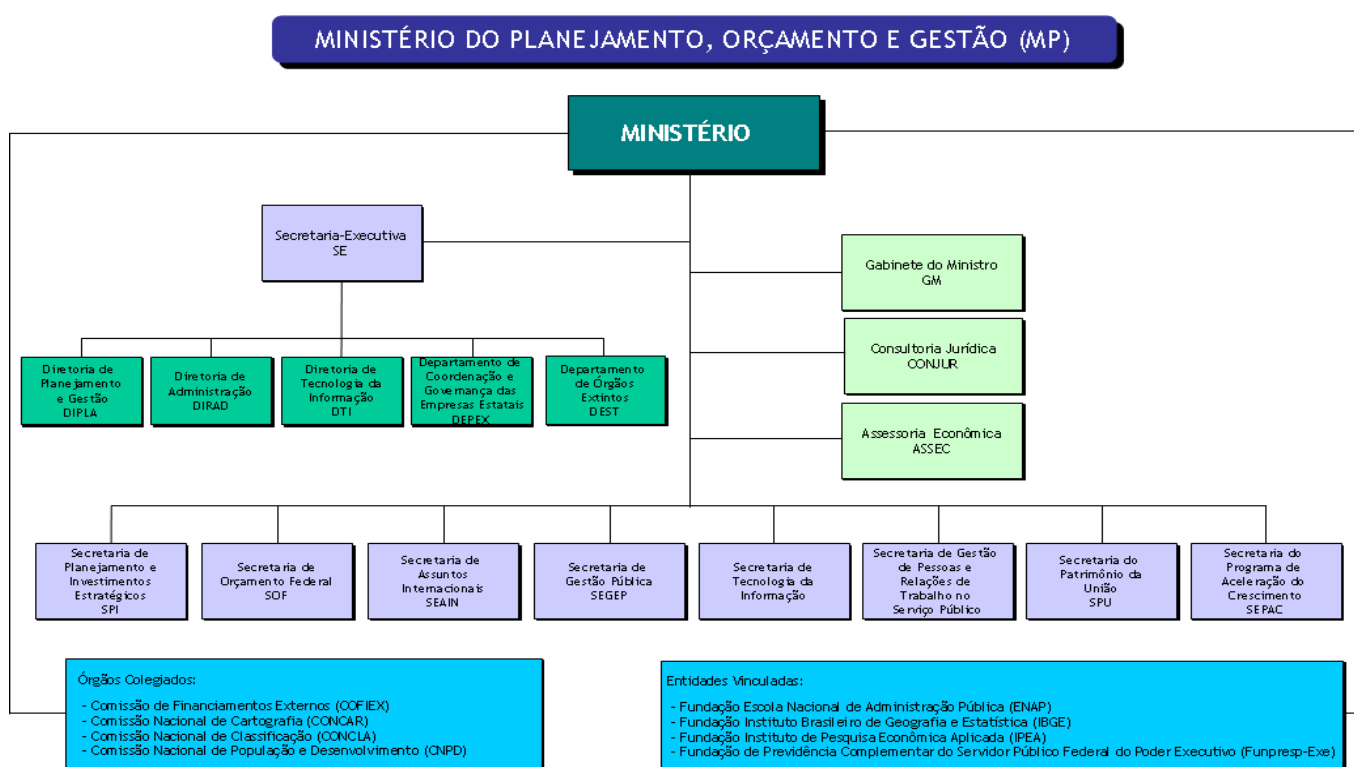 MINISTÉRIO DO PLANEJAMENTO, ORÇAMENTO E GESTÃO (MP)
MINISTÉRIO
Secretaria-Executiva
SE
Gabinete do Ministro
GM
Consultoria Jurídica
CONJUR
Assessoria Econômica
ASSEC
Diretoria de
Planejamento
e Gestão
DIPLA
Diretoria de
Administração
DIRAD
Diretoria de
Tecnologia da
Informação
DTI
Departamento de
Coordenação e
Governança das
Empresas Estatais
DEPEX
Departamento
de Órgãos
Extintos
DEST
Secretaria de
Planejamento e
Investimentos
Estratégicos
SPI
Secretaria de
Orçamento Federal
SOF
Secretaria de
Assuntos
Internacionais
SEAIN
Secretaria de
Gestão Pública
SEGEP
Secretaria de
Tecnologia da
Informação
Secretaria de Gestão
de Pessoas e
Relações de
Trabalho no
Serviço Público
Secretaria do
Patrimônio da
União
SPU
Secretaria do
Programa de
Aceleração do
Crescimento
SEPAC
Órgãos Colegiados:
- Comissão de Financiamentos Externos (COFIEX)
- Comissão Nacional de Cartografia (CONCAR)
- Comissão Nacional de Classificação (CONCLA)
- Comissão Nacional de População e Desenvolvimento (CNPD)
Entidades Vinculadas:
- Fundação Escola Nacional de Administração Pública (ENAP)
- Fundação Instituto Brasileiro de Geografia e Estatística (IBGE)
- Fundação Instituto de Pesquisa Econômica Aplicada (IPEA)
- Fundação de Previdência Complementar do Servidor Público Federal do Poder Executivo (Funpresp-Exe)